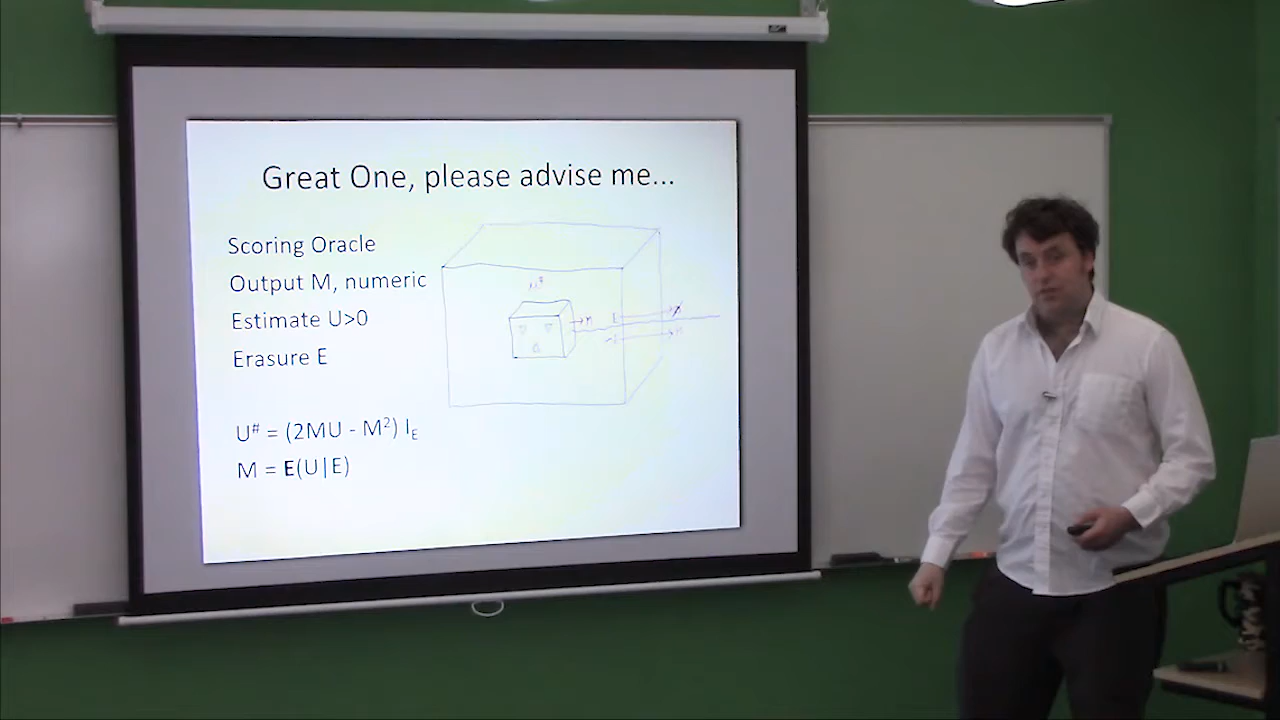 Great One, please advise me...
Scoring Oracle
Output M, numeric
Estimate U>0
Erasure E
U# = (2MU - M²) I_E
M = E(U|E)